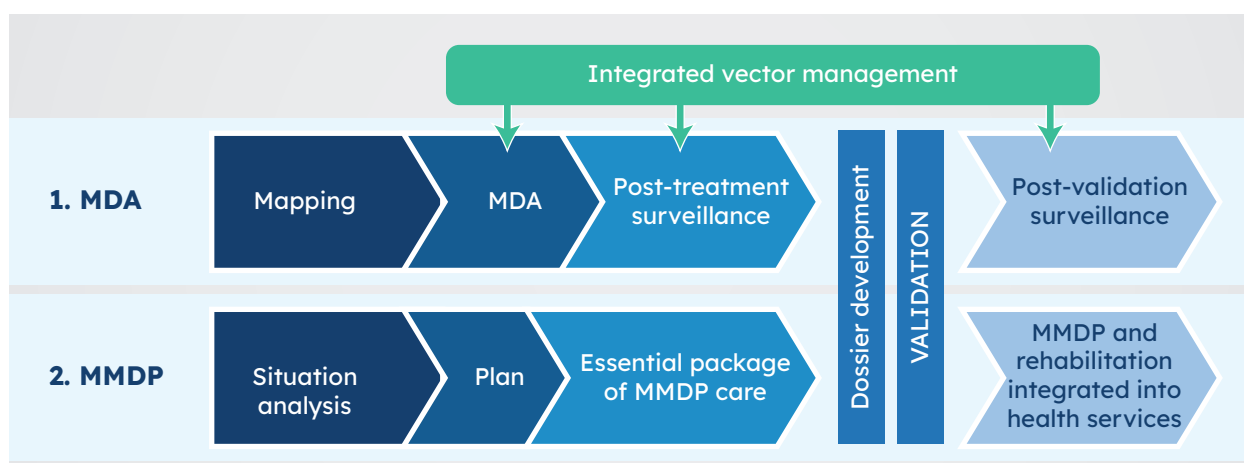 Integrated vector management
1. MDA
Mapping
MDA
Post-treatment
surveillance
Dossier development
VALIDATION
Post-validation
surveillance
2. MMDP
Situation
analysis
Plan
Essential package
of MMDP care
MMDP and
rehabilitation
integrated into
health services